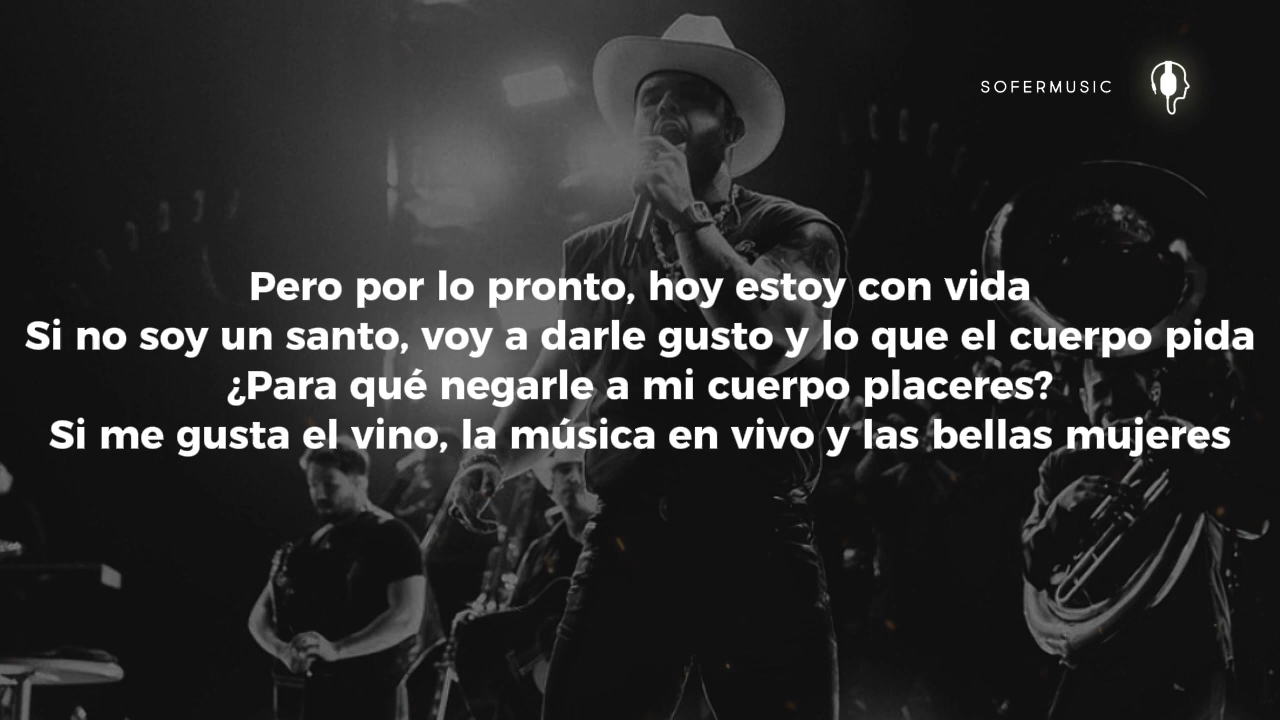 SOFERMUSIC
Pero por lo pronto, hoy estoy con vida
Si no soy un santo, voy a darle gusto y lo que el cuerpo pida
¿Para qué negarle a mi cuerpo placeres?
Si me gusta el vino, la música en vivo y las bellas mujeres